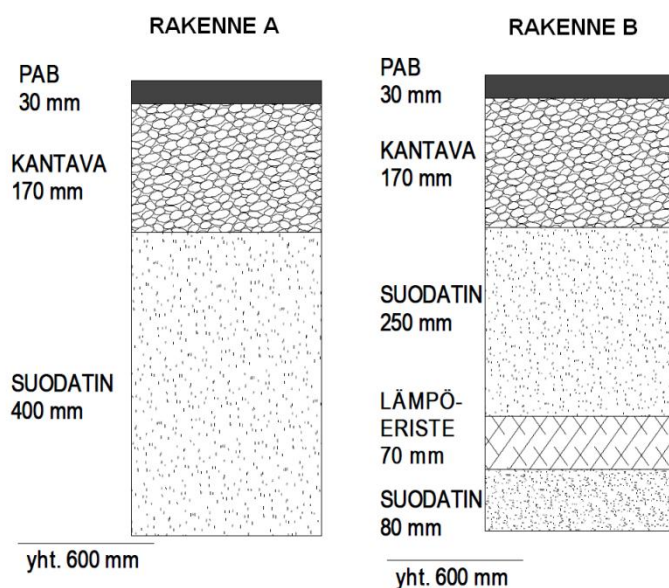 RAKENNE A
PAB
30 mm
KANTAVA
170 mm
SUODATIN
400 mm
yht. 600 mm
RAKENNE B
PAB
30 mm
KANTAVA
170 mm
SUODATIN
250 mm
LÄMPÖ-
ERISTE
70 mm
SUODATIN
80 mm
yht. 600 mm